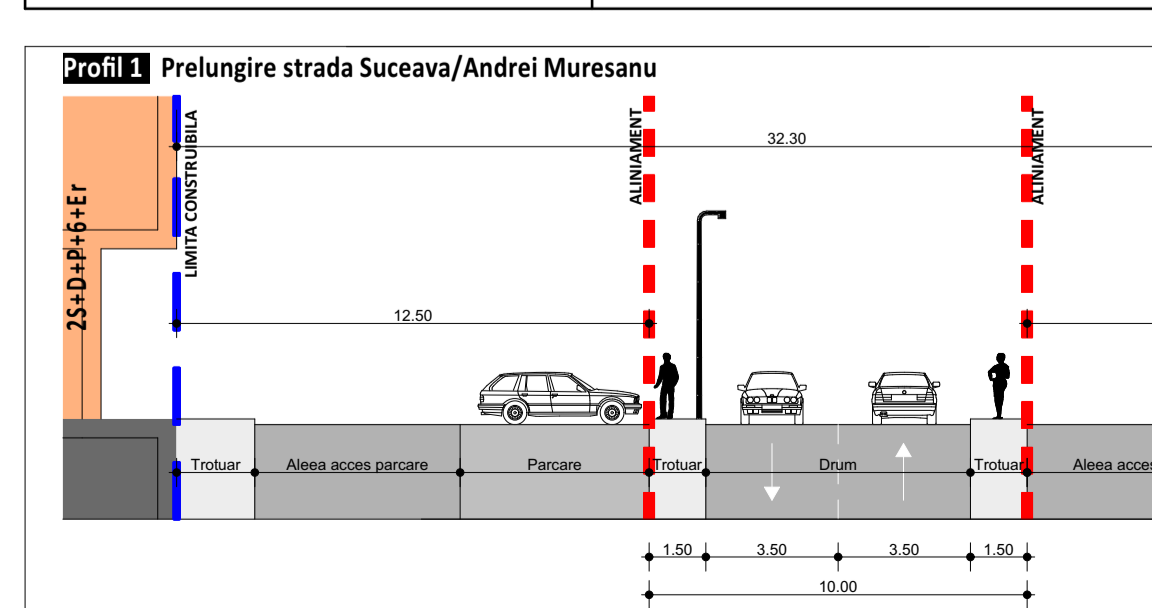 Profil 1 Prelungire strada Suceava/Andrei Muresanu
2S+D+P+6+Er
LIMITA CONSTRUIBILA
ALINIAMENT
32.30
ALINIAMENT
12.50
Trotuar
Aleea acces parcare
Parcare
Trotuar
Drum
Trotuar
Aleea acces
1.50
3.50
3.50
1.50
10.00